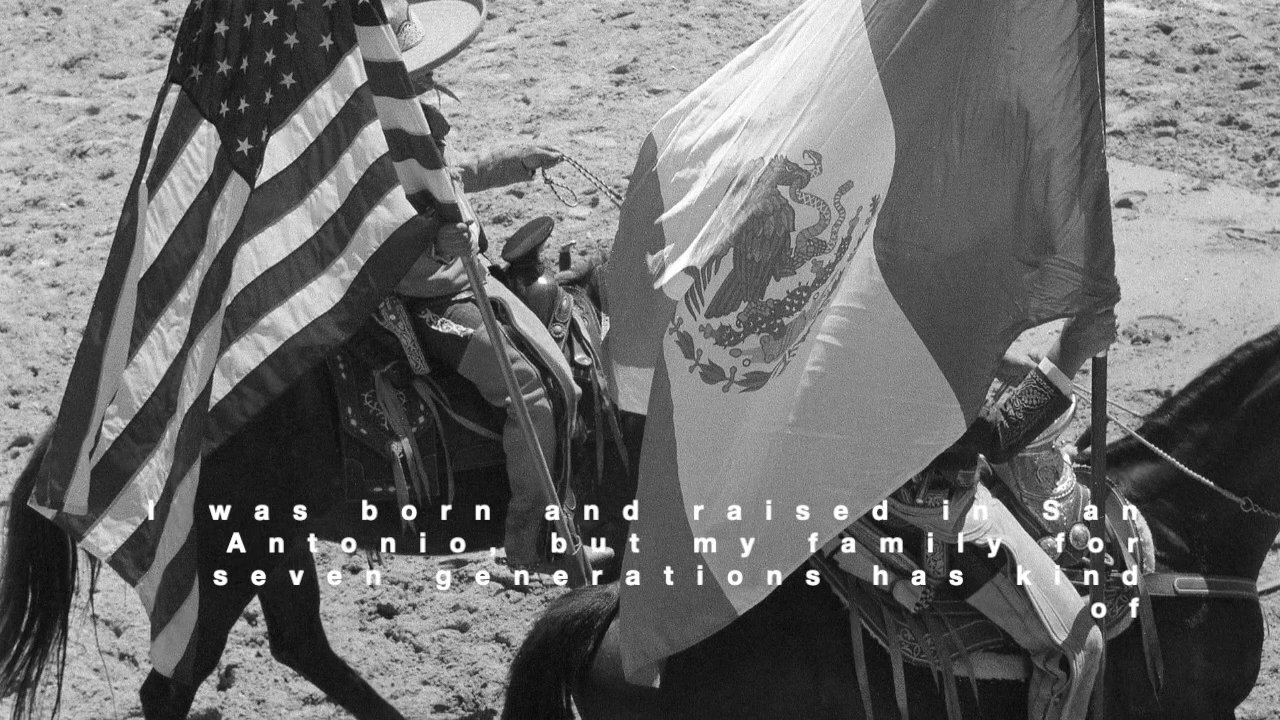 I was born and raised in San
Antonio, but my family for
seven generations has kind
of